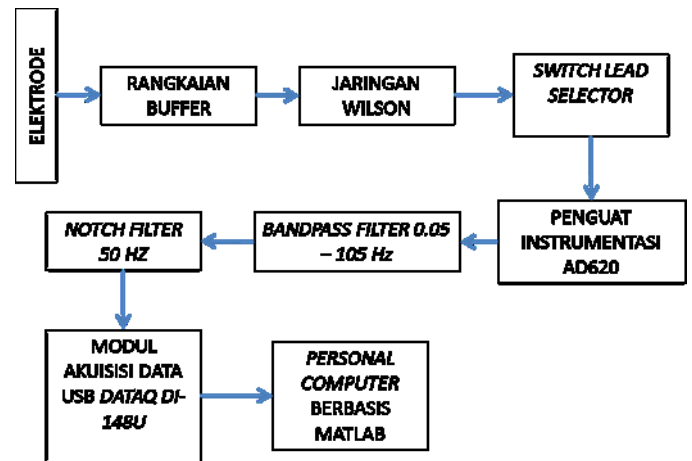 ELEKTRODE
RANGKAIAN
BUFFER
JARINGAN
WILSON
SWITCH LEAD
SELECTOR
PENGUAT
INSTRUMENTASI
AD620
BANDPASS FILTER 0.05
– 105 Hz
NOTCH FILTER
50 HZ
MODUL
AKUISISI DATA
USB DATAQ DI-
148U
PERSONAL
COMPUTER
BERBASIS
MATLAB